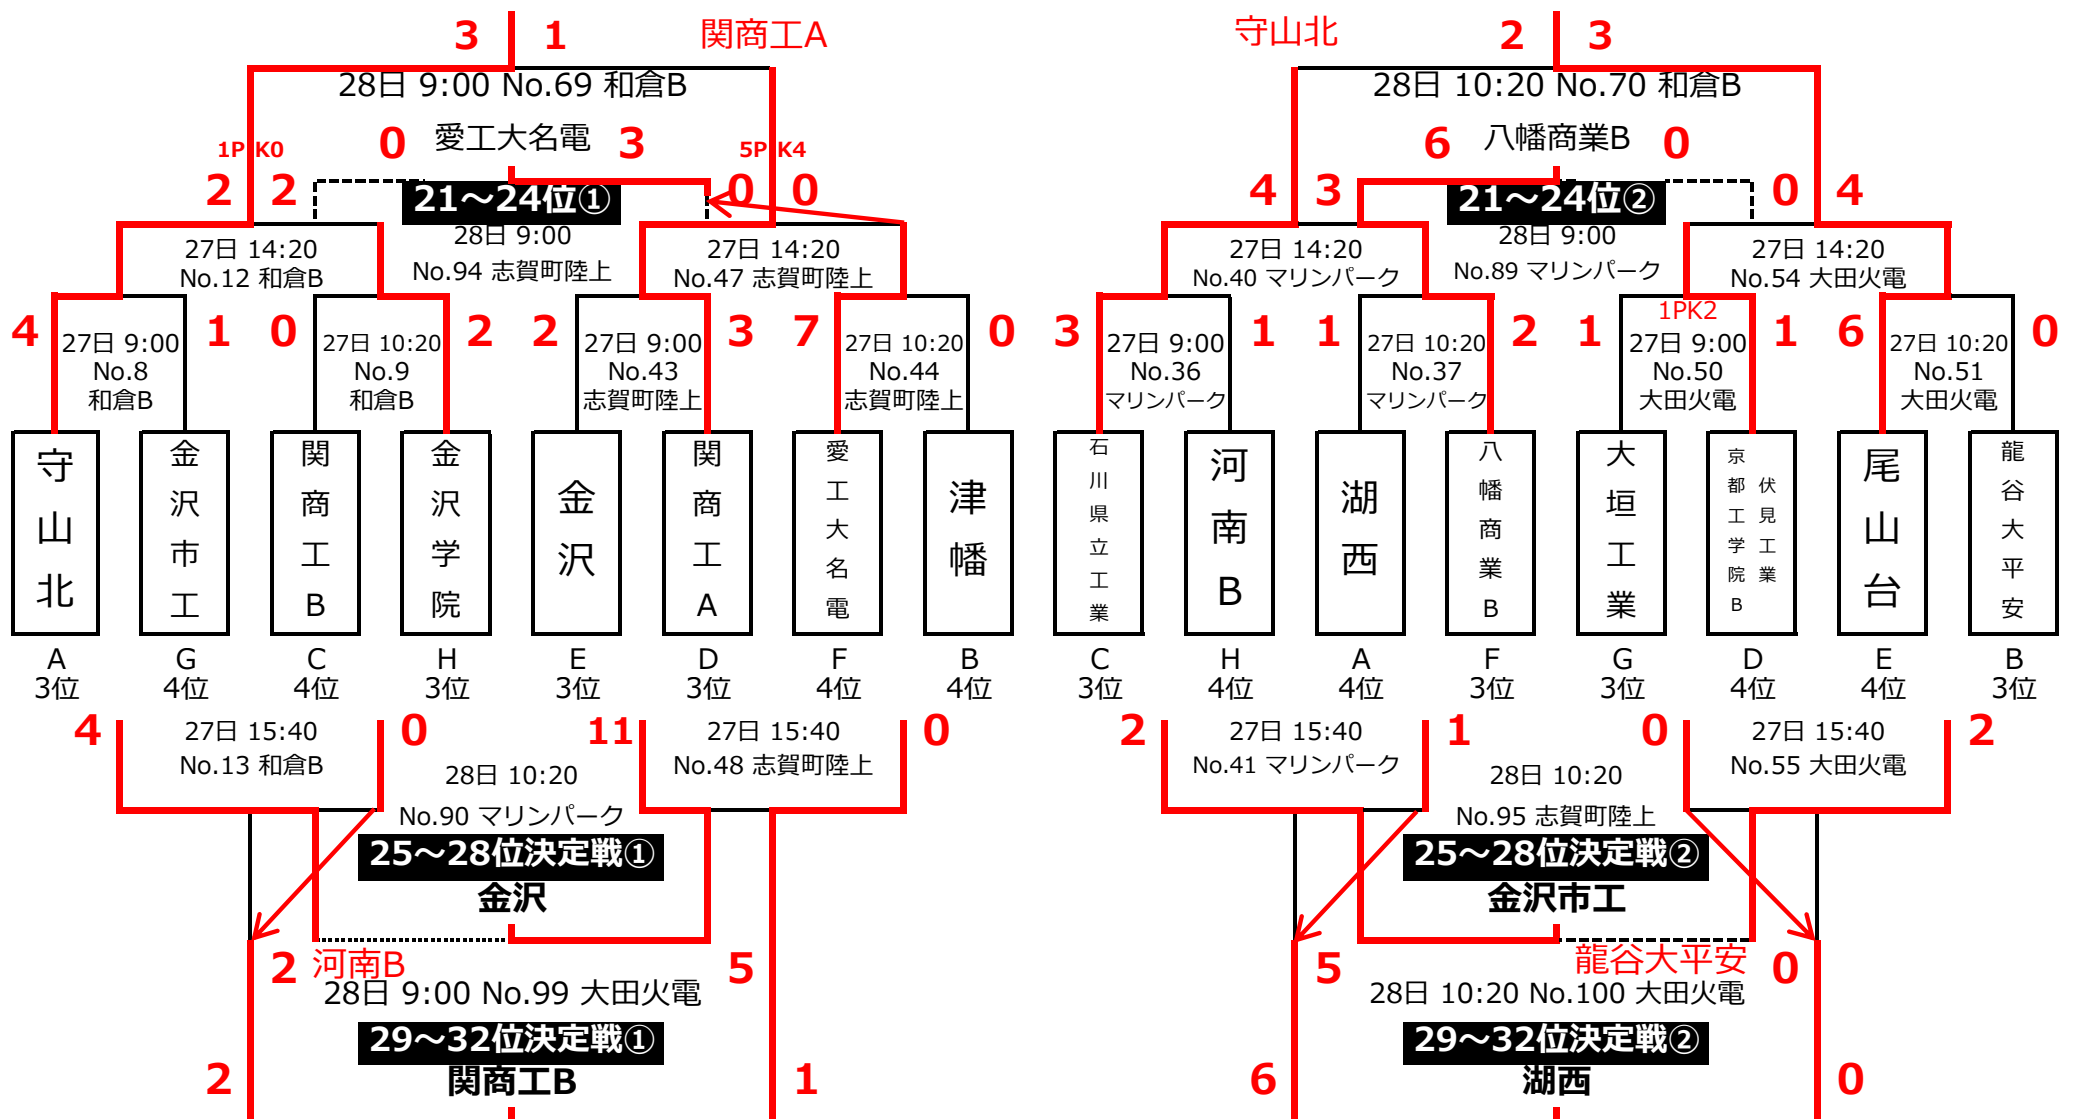 3 1 関商工A 守山北 2 3
28日 9:00 No.69 和倉B 28日 10:20 No.70 和倉B
0 愛工大名電 3 6 八幡商業B 0
1PK0 5PK4
2 2 21～24位① 0 0 4 3 21～24位② 0 4
28日 9:00 28日 9:00
27日 14:20 27日 14:20 27日 14:20 27日 14:20
No.12 和倉B No.94 志賀町陸上 No.47 志賀町陸上 No.40 マリンパーク No.89 マリンパーク No.54 大田火電
1PK2
4 1 0 2 2 3 7 0 3 1 1 2 1 1 6 0
27日 9:00 27日 10:20 27日 9:00 27日 10:20 27日 9:00 27日 10:20 27日 9:00 27日 10:20
No.8 No.9 No.43 No.44 No.36 No.37 No.50 No.51
和倉B 和倉B 志賀町陸上 志賀町陸上 マリンパーク マリンパーク 大田火電 大田火電
守山北
金沢市工
関商工B
金沢学院
金沢
関商工A
愛工大名電
津幡
石川県立工業
河南B
湖西
八幡商業B
大垣工業
京都工学院B
伏見工業
尾山台
龍谷大平安
A G C H E D F B C H A F G D E B
3位 4位 4位 3位 3位 3位 4位 4位 3位 4位 4位 3位 3位 4位 4位 3位
4 27日 15:40 0 11 27日 15:40 0 2 27日 15:40 1 0 27日 15:40 2
No.13 和倉B No.48 志賀町陸上 No.41 マリンパーク No.55 大田火電
28日 10:20 28日 10:20
No.90 マリンパーク No.95 志賀町陸上
25～28位決定戦① 25～28位決定戦②
金沢 金沢市工
2 河南B 5 5 龍谷大平安 0
28日 9:00 No.99 大田火電 28日 10:20 No.100 大田火電
29～32位決定戦① 29～32位決定戦②
2 関商工B 1 6 湖西 0